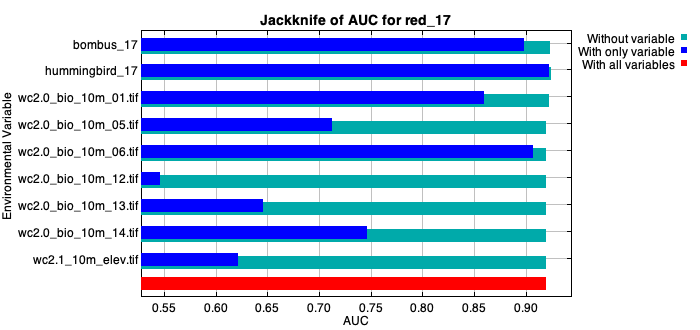 Jackknife of AUC for red_17
Without variable
With only variable
With all variables
Environmental Variable
bombus_17
hummingbird_17
wc2.0_bio_10m_01.tif
wc2.0_bio_10m_05.tif
wc2.0_bio_10m_06.tif
wc2.0_bio_10m_12.tif
wc2.0_bio_10m_13.tif
wc2.0_bio_10m_14.tif
wc2.1_10m_elev.tif
0.55 0.60 0.65 0.70 0.75 0.80 0.85 0.90
AUC